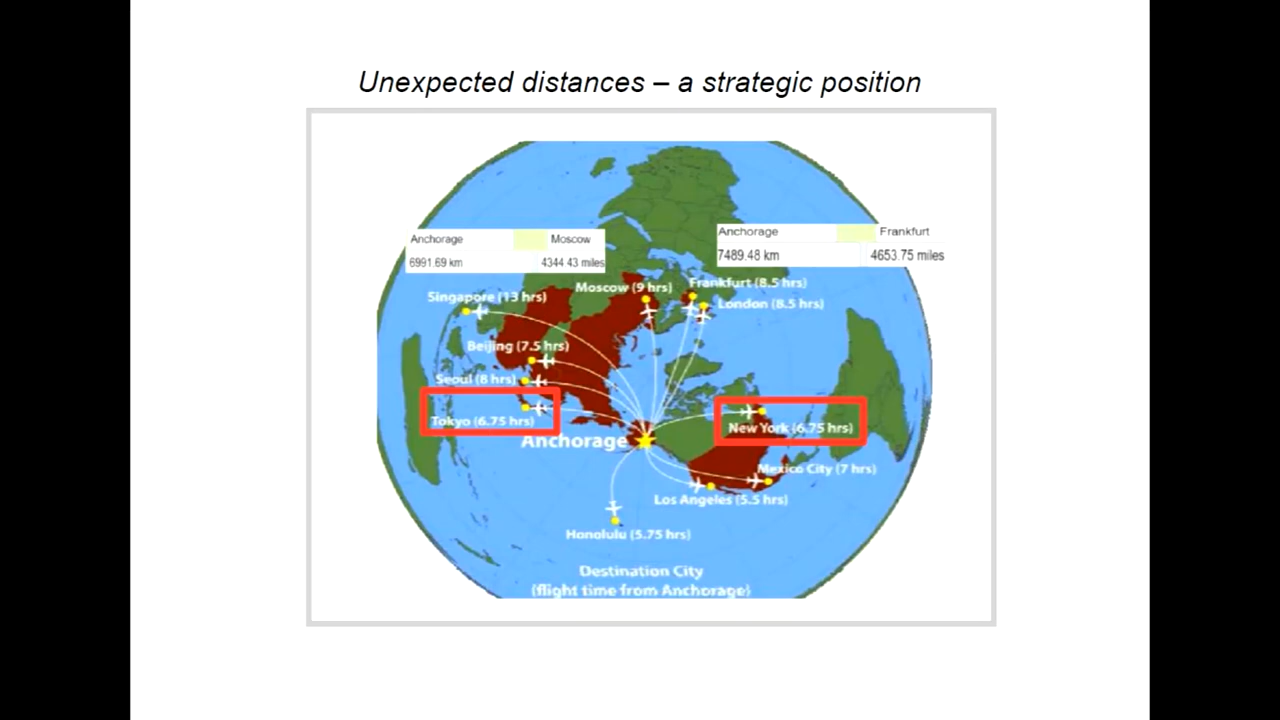 Unexpected distances – a strategic position
Anchorage Moscow
6991.69 km 4344.43 miles
Anchorage Frankfurt
7489.48 km 4653.75 miles
Moscow (9 hrs)
Frankfurt (8.5 hrs)
Singapore (13 hrs)
London (8.5 hrs)
Beijing (7.5 hrs)
Seoul (8 hrs)
Tokyo (6.75 hrs)
New York (6.75 hrs)
Anchorage
Mexico City (7 hrs)
Los Angeles (5.5 hrs)
Honolulu (5.75 hrs)
Destination City
(flight time from Anchorage)